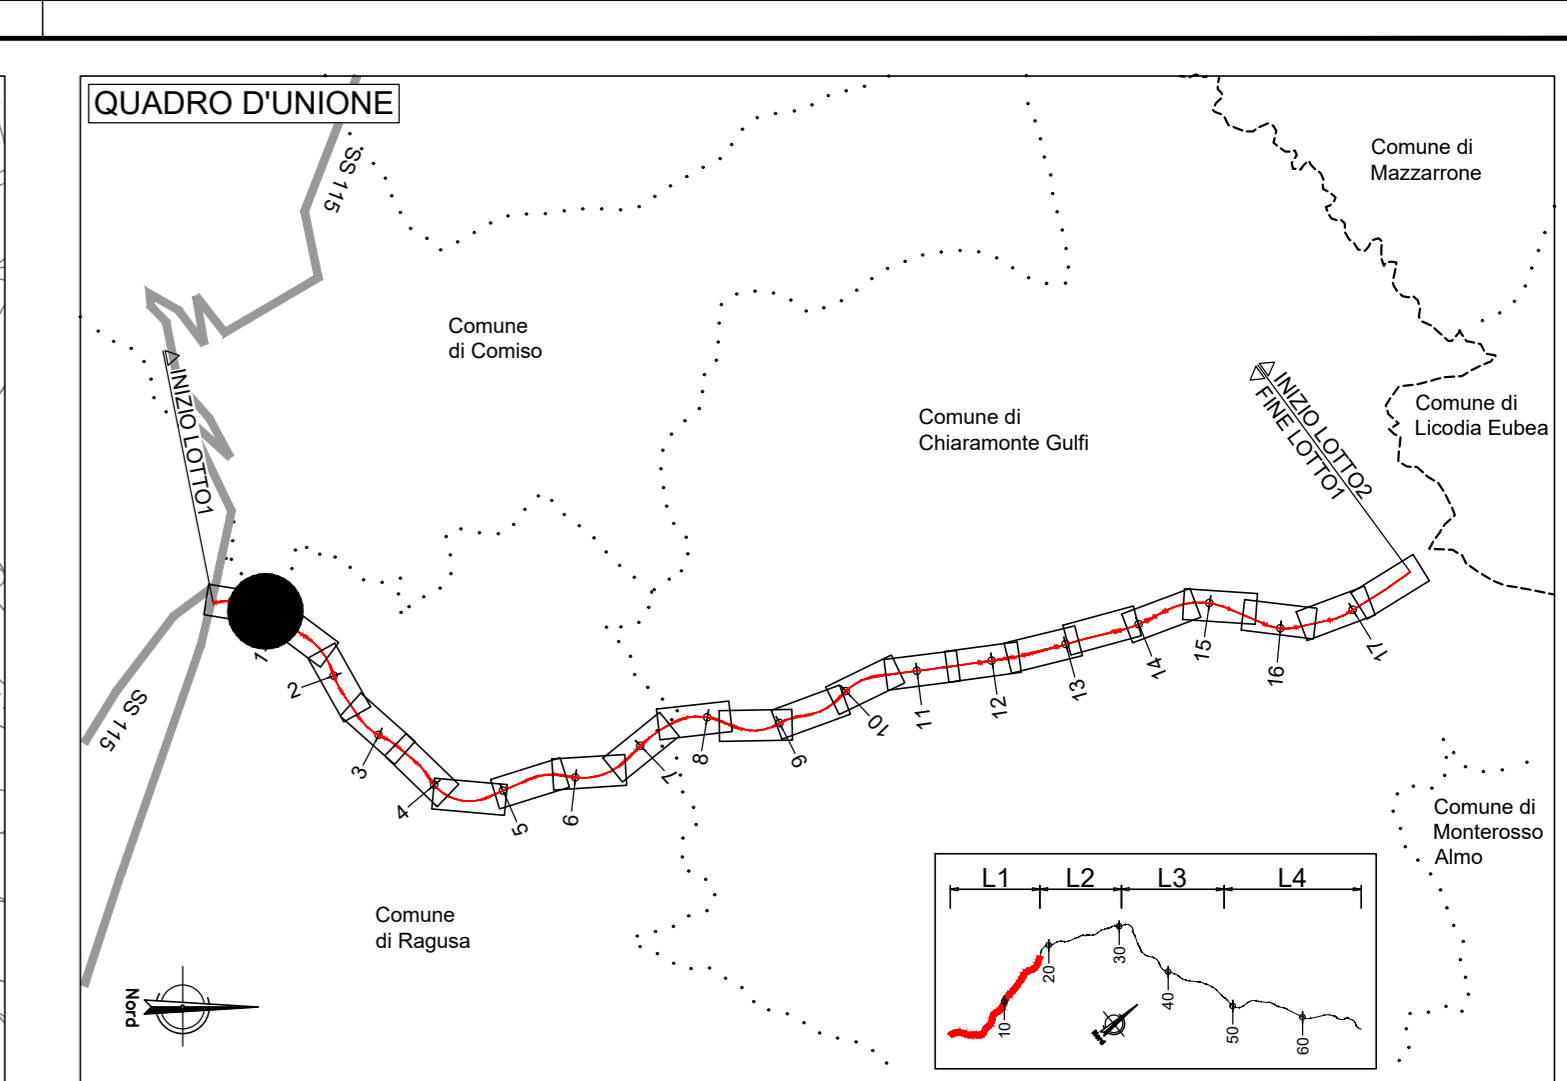 QUADRO D'UNIONE
SS 115
Comune di
Mazzarrone
Comune
di Comiso
INIZIO LOTTO1
Comune di
Chiaramonte Gulfi
INIZIO LOTTO2
FINE LOTTO1
Comune di
Licodia Eubea
SS 115
1
2
3
4
5
6
7
8
9
10
11
12
13
14
15
16
17
Comune di
Monterosso
Almo
Comune
di Ragusa
Nord
L1 L2 L3 L4
10
20
30
40
50
60